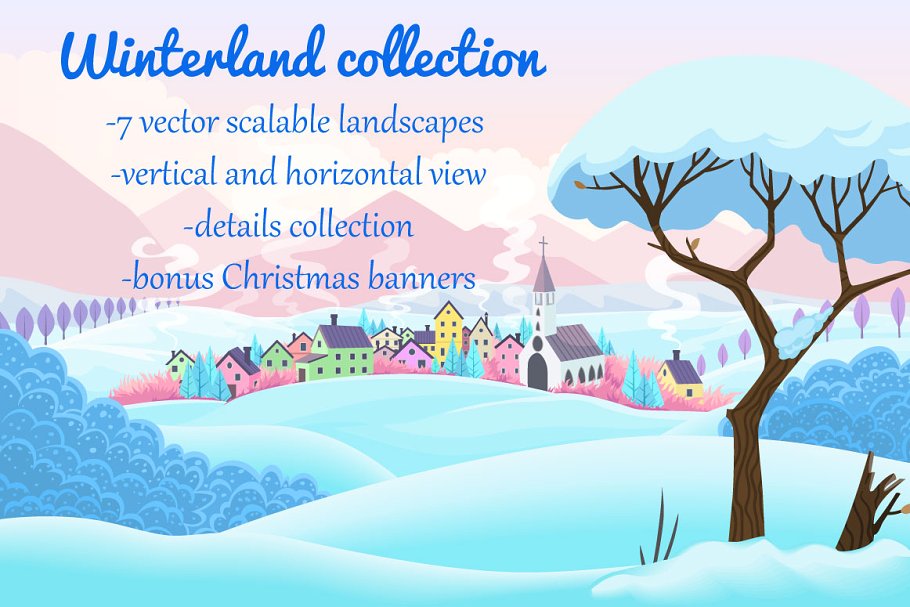 Winterland collection
-7 vector scalable landscapes
-vertical and horizontal view
-details collection
-bonus Christmas banners